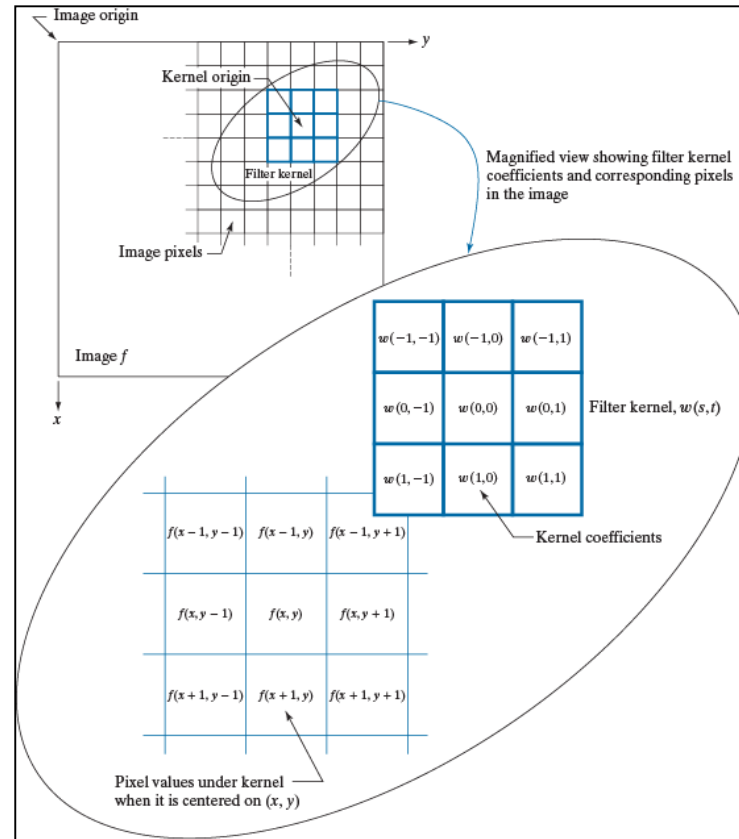 Image origin
y
Kernel origin
Magnified view showing filter kernel
coefficients and corresponding pixels
in the image
Filter kernel
Image pixels
Image f
x
w(−1,−1) w(−1,0) w(−1,1)
w(0,−1) w(0,0) w(0,1) Filter kernel, w(s,t)
w(1,−1) w(1,0) w(1,1)
Kernel coefficients
f(x − 1, y − 1) f(x − 1, y) f(x − 1, y + 1)
f(x, y − 1) f(x, y) f(x, y + 1)
f(x + 1, y − 1) f(x + 1, y) f(x + 1, y + 1)
Pixel values under kernel
when it is centered on (x, y)